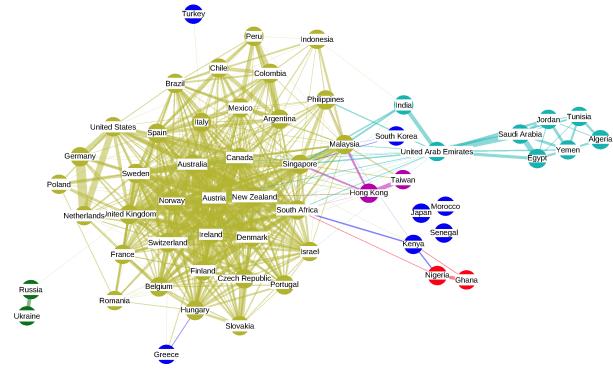 Turkey
Peru
Indonesia
Chile
Colombia
Brazil
Philippines
India
Mexico
Argentina
Italy
United States
Spain
South Korea
Saudi Arabia
Jordan
Tunisia
Algeria
Malaysia
United Arab Emirates
Yemen
Egypt
Germany
Canada
Australia
Singapore
Sweden
Taiwan
Poland
Hong Kong
Norway
Austria
New Zealand
Netherlands
United Kingdom
South Africa
Japan
Morocco
Senegal
Ireland
Denmark
Switzerland
Kenya
France
Israel
Finland
Czech Republic
Nigeria
Ghana
Belgium
Portugal
Russia
Romania
Hungary
Ukraine
Slovakia
Greece